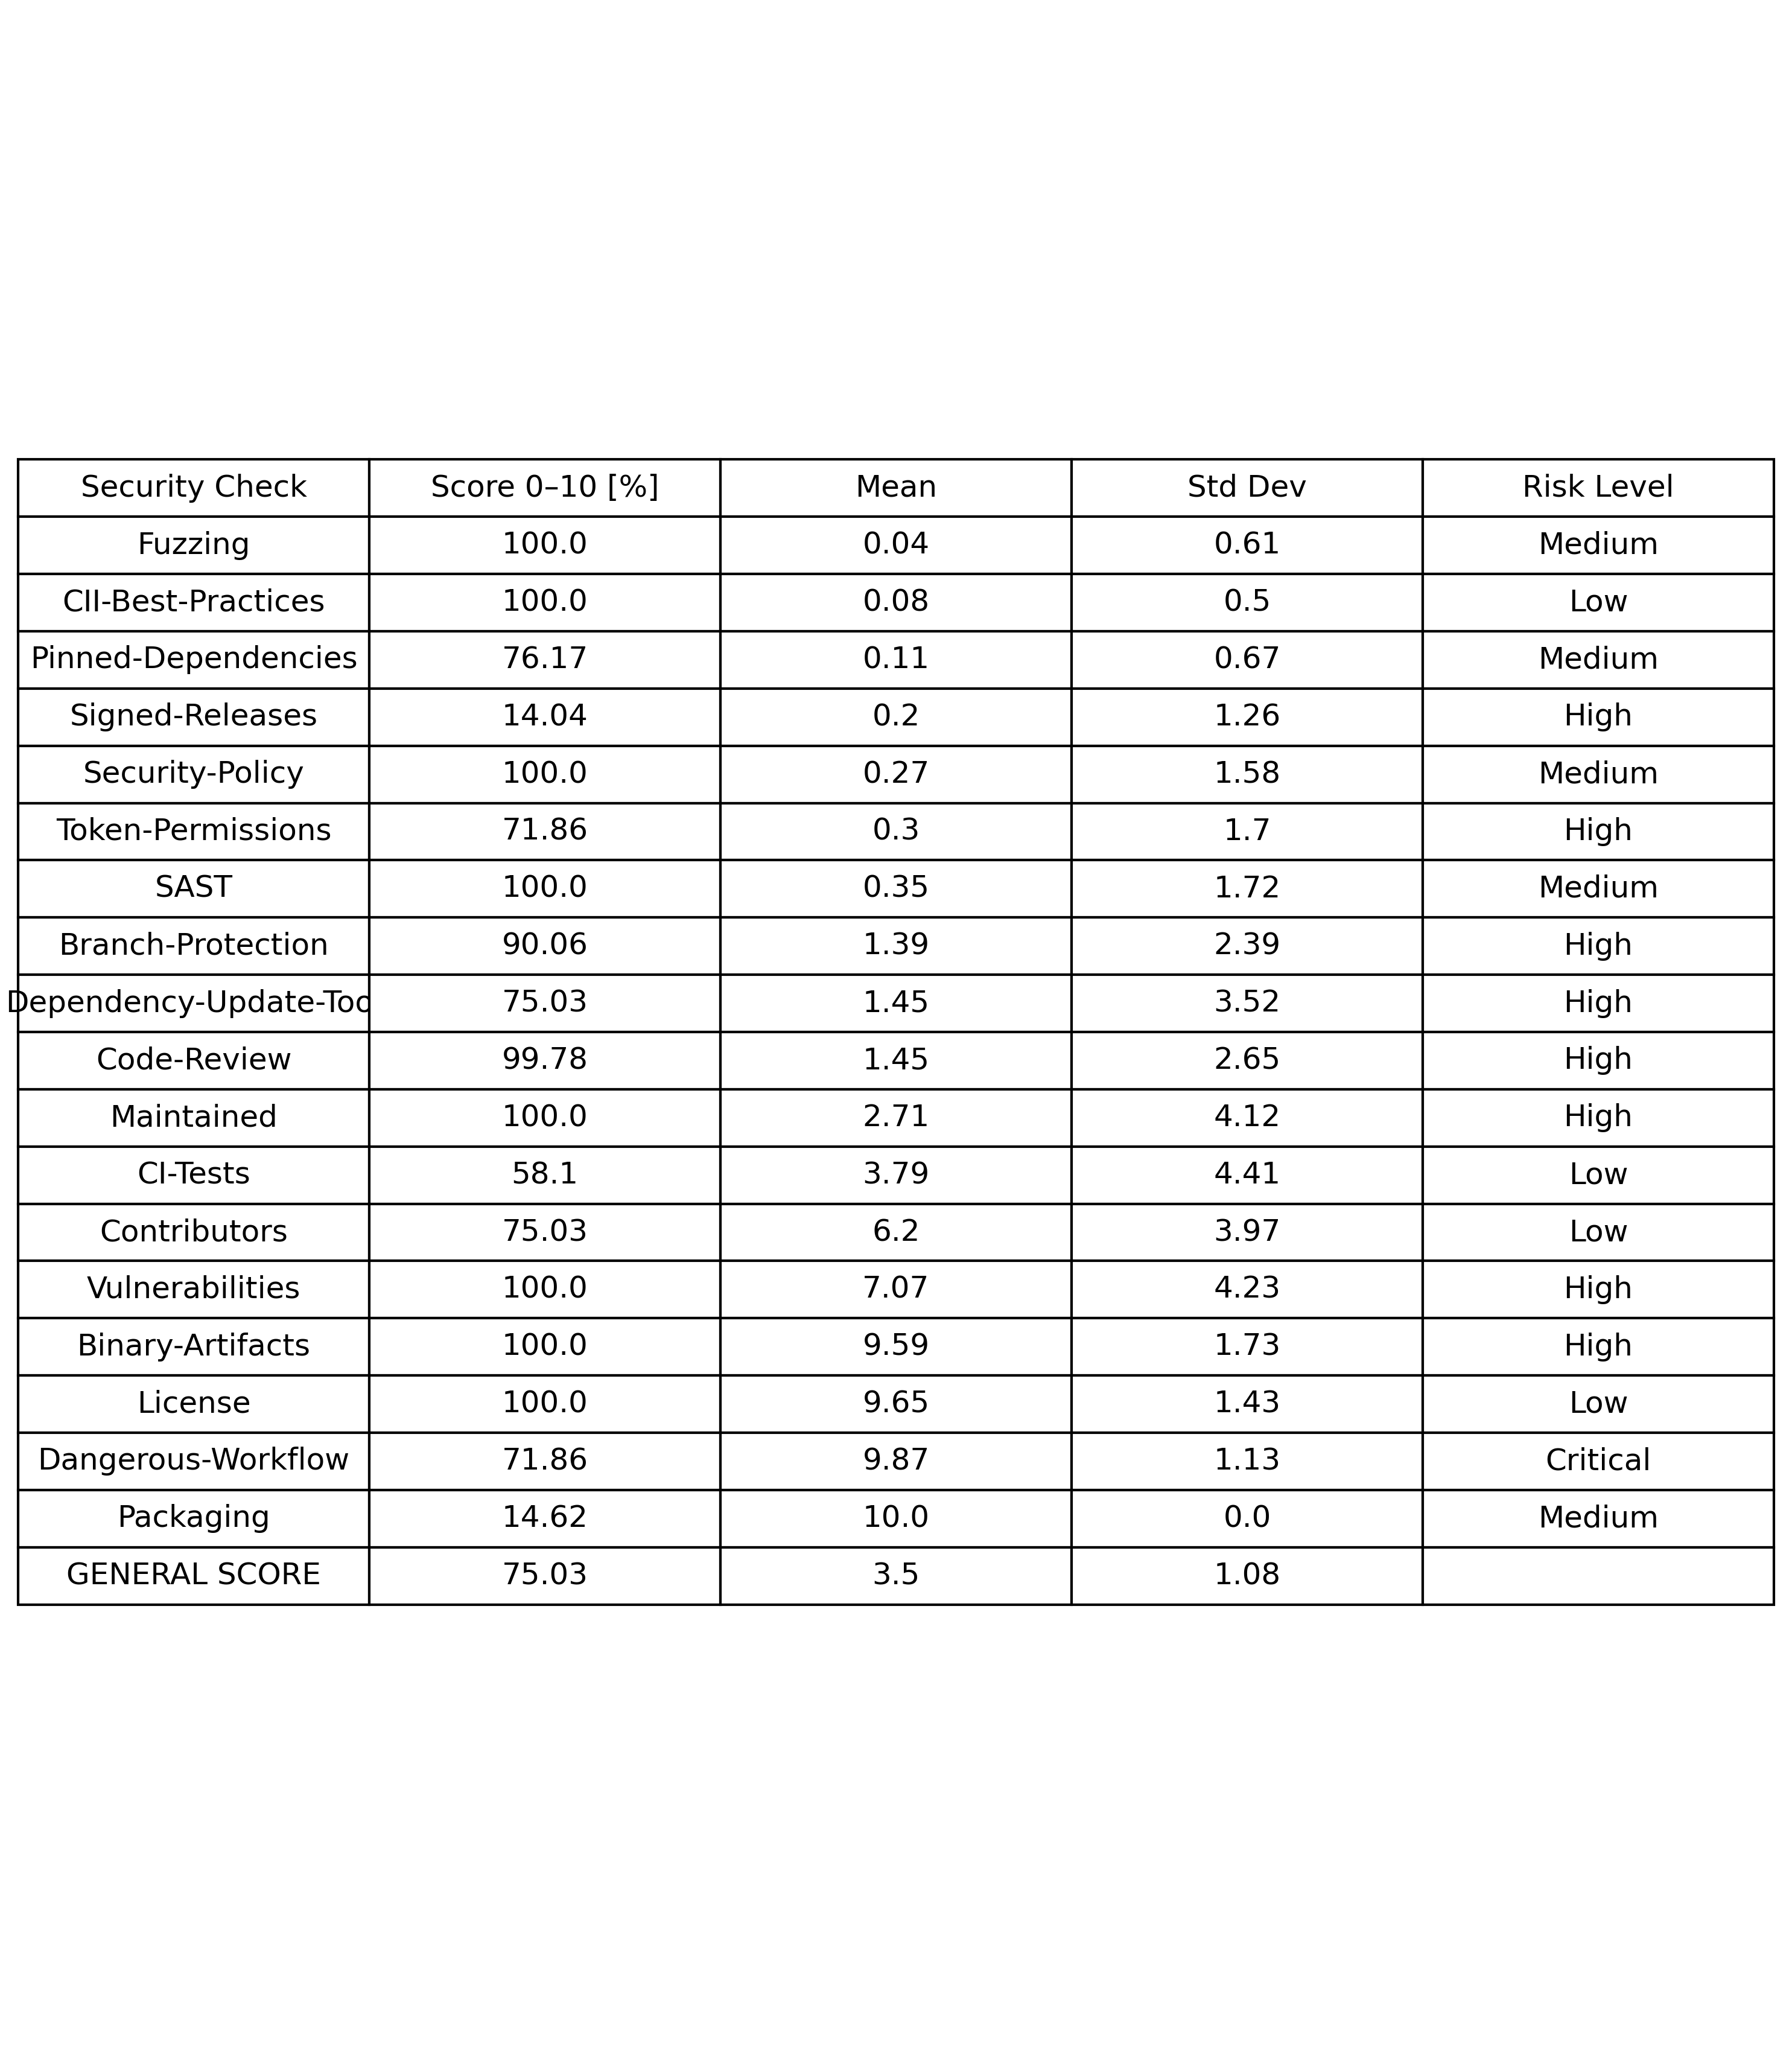 Security Check Score 0–10 [%] Mean Std Dev Risk Level
Fuzzing 100.0 0.04 0.61 Medium
CII-Best-Practices 100.0 0.08 0.5 Low
Pinned-Dependencies 76.17 0.11 0.67 Medium
Signed-Releases 14.04 0.2 1.26 High
Security-Policy 100.0 0.27 1.58 Medium
Token-Permissions 71.86 0.3 1.7 High
SAST 100.0 0.35 1.72 Medium
Branch-Protection 90.06 1.39 2.39 High
Dependency-Update-Too 75.03 1.45 3.52 High
Code-Review 99.78 1.45 2.65 High
Maintained 100.0 2.71 4.12 High
CI-Tests 58.1 3.79 4.41 Low
Contributors 75.03 6.2 3.97 Low
Vulnerabilities 100.0 7.07 4.23 High
Binary-Artifacts 100.0 9.59 1.73 High
License 100.0 9.65 1.43 Low
Dangerous-Workflow 71.86 9.87 1.13 Critical
Packaging 14.62 10.0 0.0 Medium
GENERAL SCORE 75.03 3.5 1.08